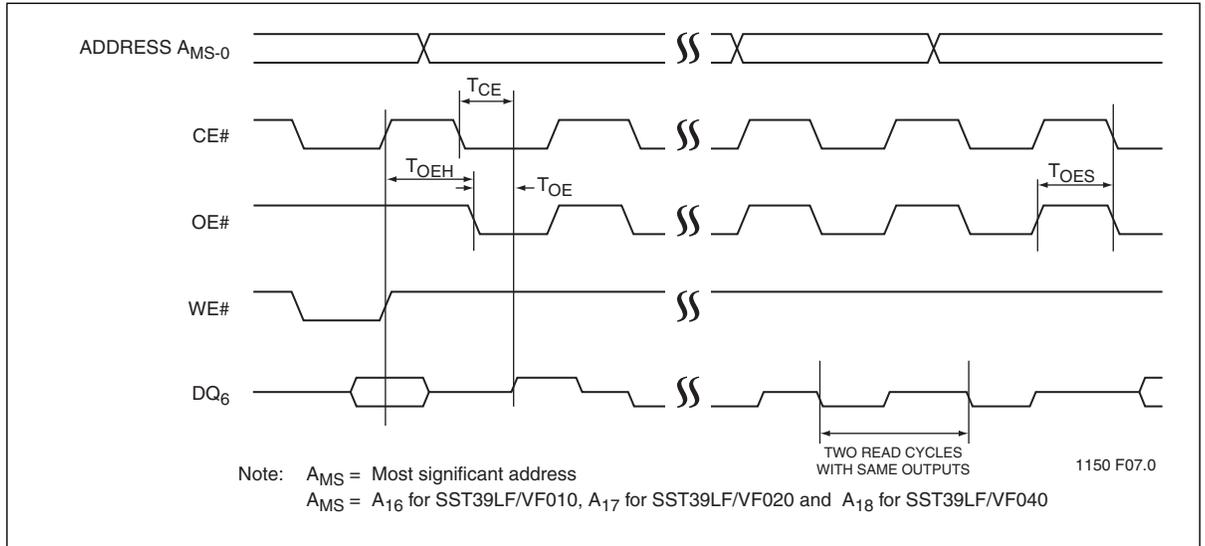 ADDRESS AMS-0
TCE
CE#
TOEH
TOE
TOES
OE#
WE#
DQ6
TWO READ CYCLES
WITH SAME OUTPUTS
1150 F07.0
Note: AMS = Most significant address
AMS = A16 for SST39LF/VF010, A17 for SST39LF/VF020 and A18 for SST39LF/VF040